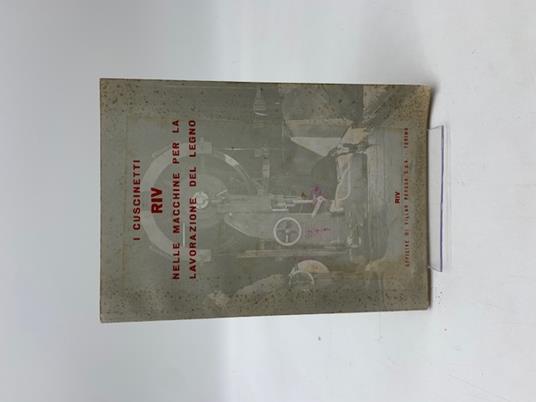 I CUSCINETTI
RIV
NELLE MACCHINE PER LA
LAVORAZIONE DEL LEGNO
RIV
OFFICINE DI VILLAR PEROSA S.p.A. - TORINO